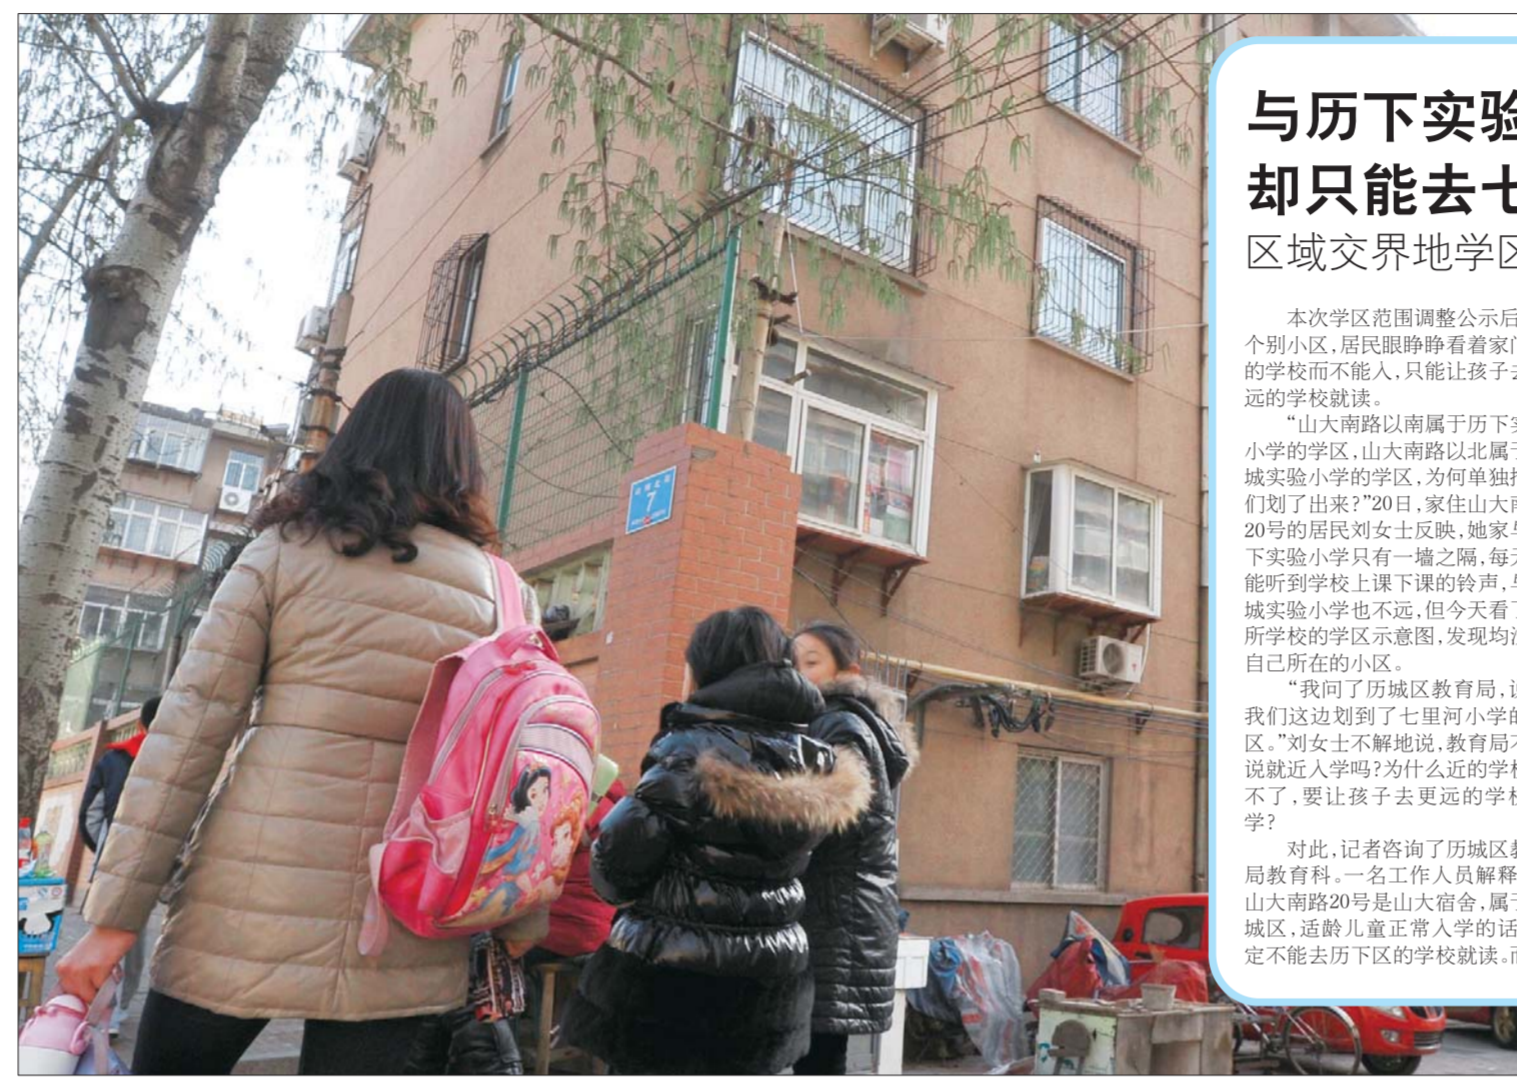 7
与历下实验
却只能去七
区域交界地学区
本次学区范围调整公示后
个别小区,居民眼睁睁看着家门
的学校而不能入,只能让孩子去
远的学校就读。
“山大南路以南属于历下实
小学的学区,山大南路以北属于
城实验小学的学区,为何单独把
们划了出来?”20日,家住山大南
20号的居民刘女士反映,她家与
下实验小学只有一墙之隔,每天
能听到学校上课下课的铃声,与
城实验小学也不远,但今天看了
所学校的学区示意图,发现均没
自己所在的小区。
“我问了历城区教育局,说
我们这边划到了七里河小学的
区。”刘女士不解地说,教育局不
说就近入学吗?为什么近的学校
不了,要让孩子去更远的学校
学?
对此,记者咨询了历城区教
局教育科。一名工作人员解释
山大南路20号是山大宿舍,属于
城区,适龄儿童正常入学的话
定不能去历下区的学校就读。而